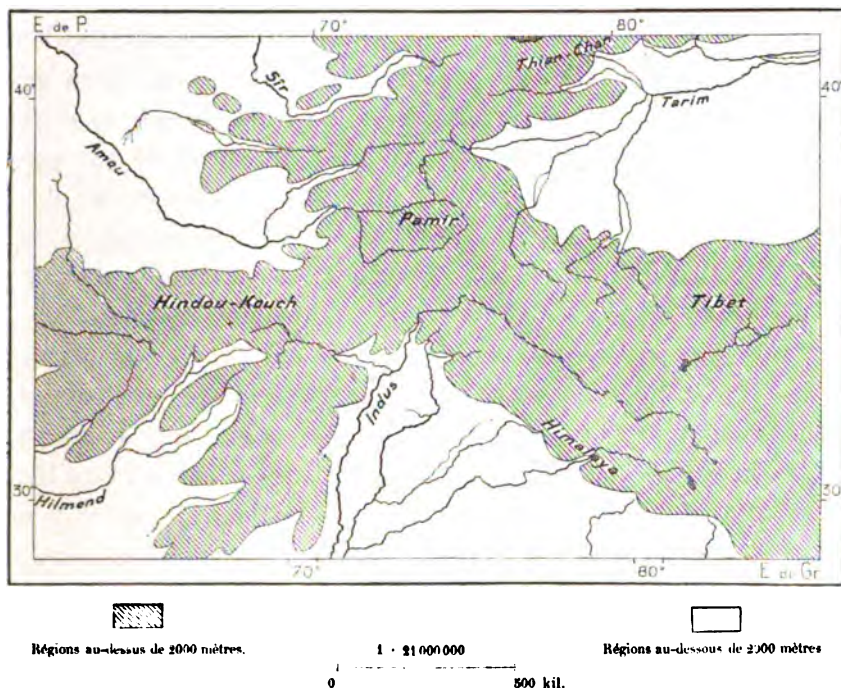 E de P. 70° 80°
Thian-Chan
Sir
40° 40°
Tarim
Amou
Pamir
Hindou-Kouch
Tibet
Indus
Himalaya
30° 30°
Hilmend
70° 80° E de Gr
Régions au-dessus de 2000 mètres. 1 : 21 000 000 Régions au-dessous de 2000 mètres
0 500 kil.